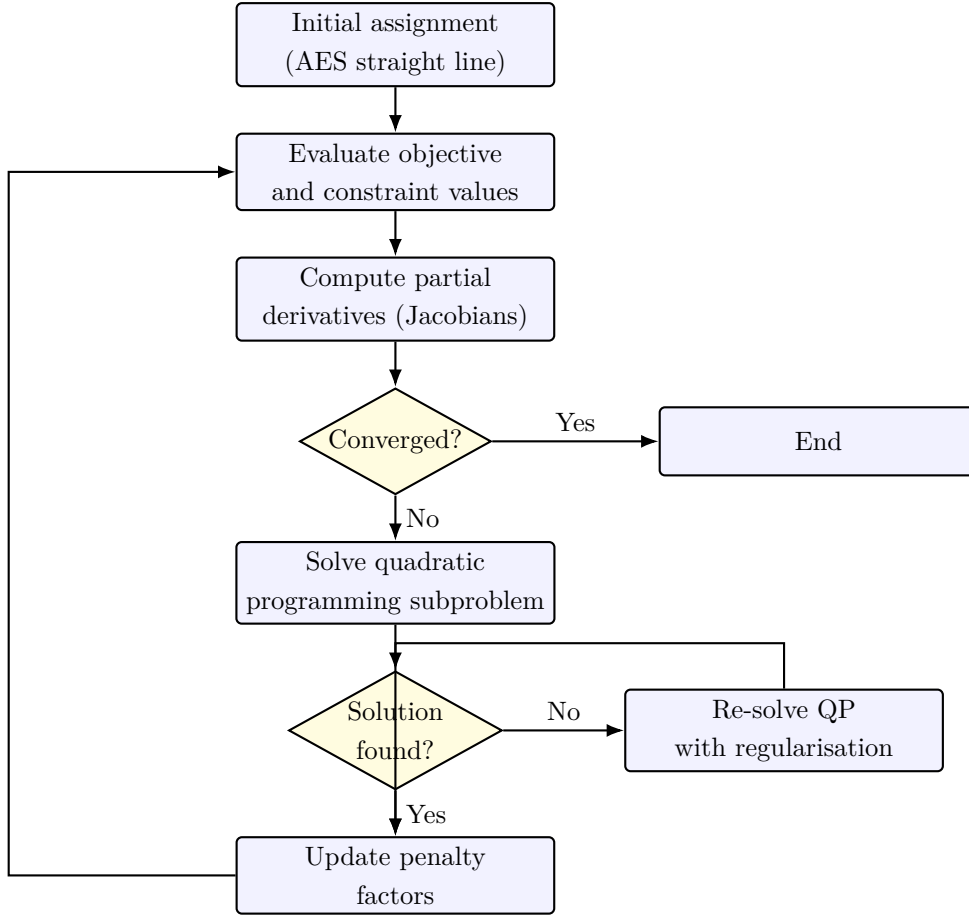 Initial assignment
(AES straight line)
Evaluate objective
and constraint values
Compute partial
derivatives (Jacobians)
Converged?
Yes
End
No
Solve quadratic
programming subproblem
Solution
found?
No
Re-solve QP
with regularisation
Yes
Update penalty
factors